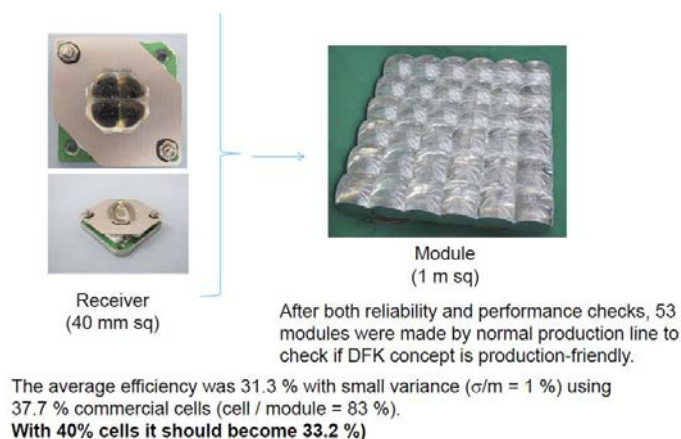 Receiver
(40 mm sq)
Module
(1 m sq)
After both reliability and performance checks, 53
modules were made by normal production line to
check if DFK concept is production-friendly.
The average efficiency was 31.3 % with small variance (σ/m = 1 %) using
37.7 % commercial cells (cell / module = 83 %).
With 40% cells it should become 33.2 %)